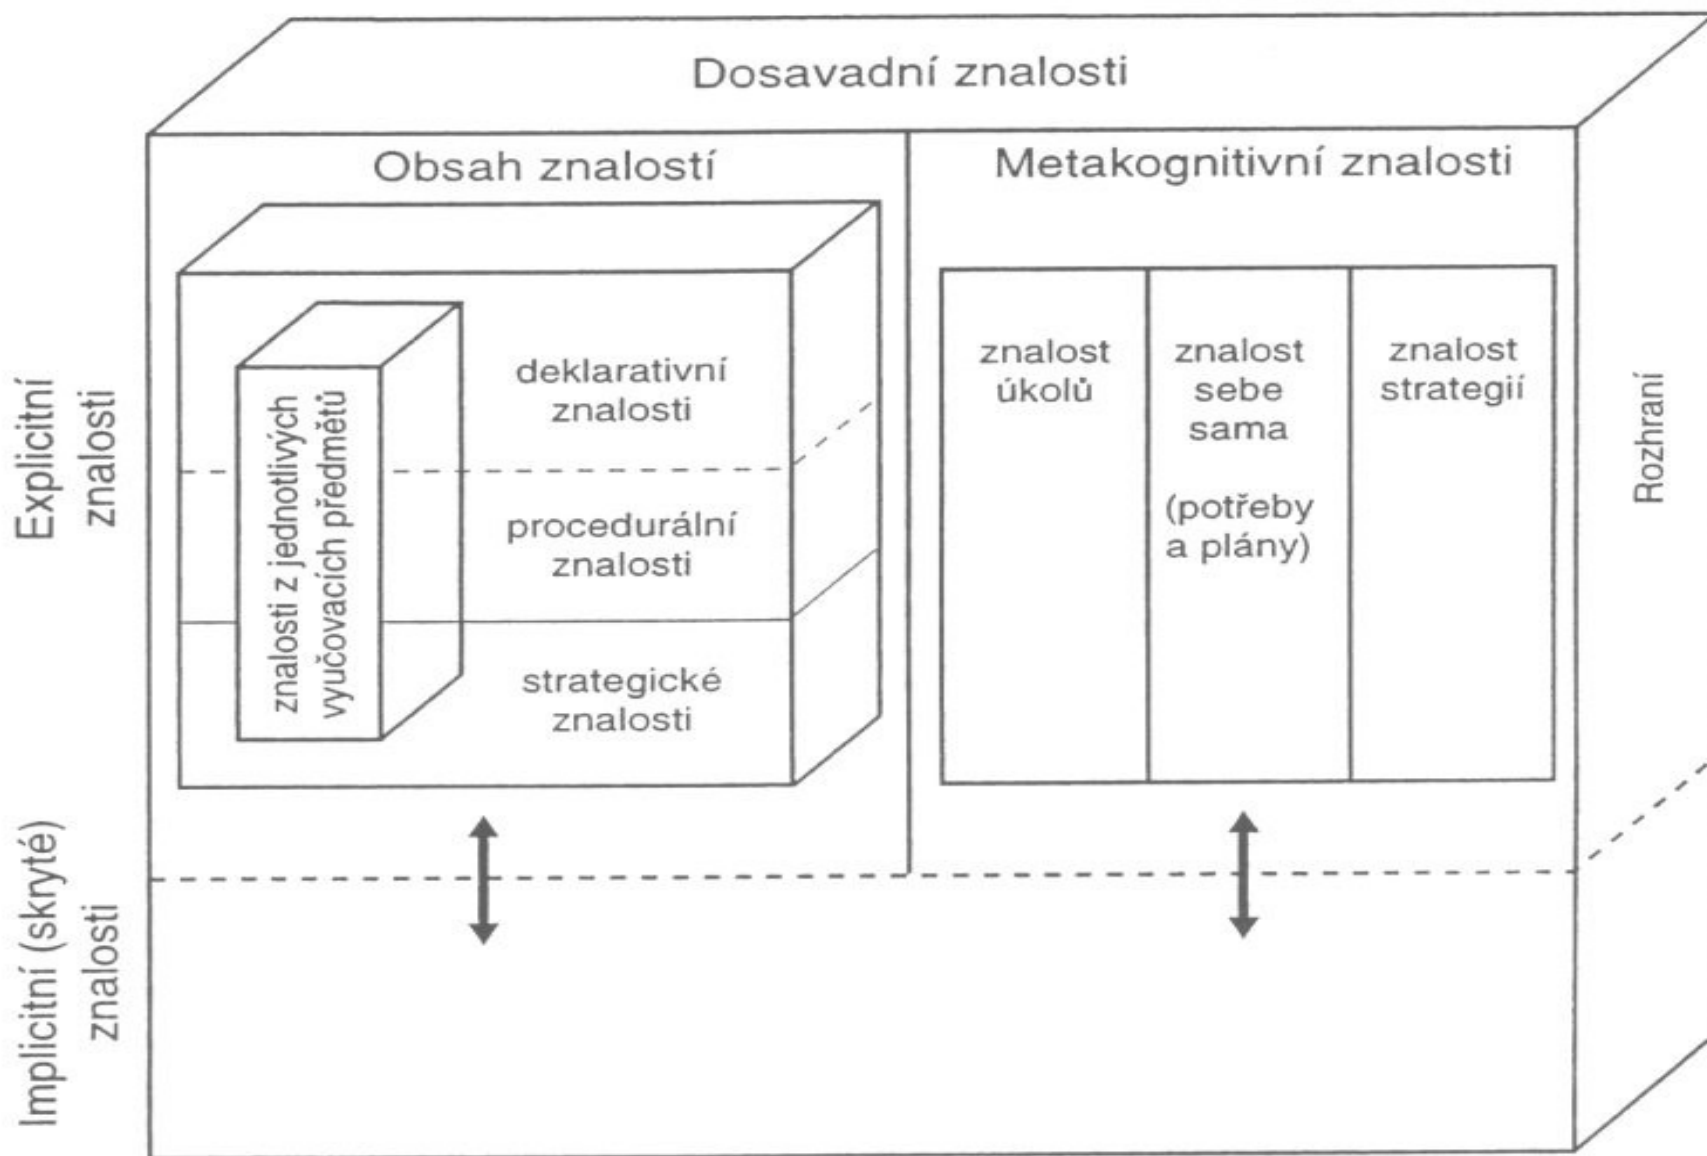 Dosavadní znalosti
Obsah znalostí
Metakognitivní znalosti
Explicitní
znalosti
znalosti z jednotlivých
vyučovacích předmětů
deklarativní
znalosti
procedurální
znalosti
strategické
znalosti
znalost
úkolů
znalost
sebe
sama
(potřeby
a plány)
znalost
strategií
Rozhraní
Implicitní (skryté)
znalosti